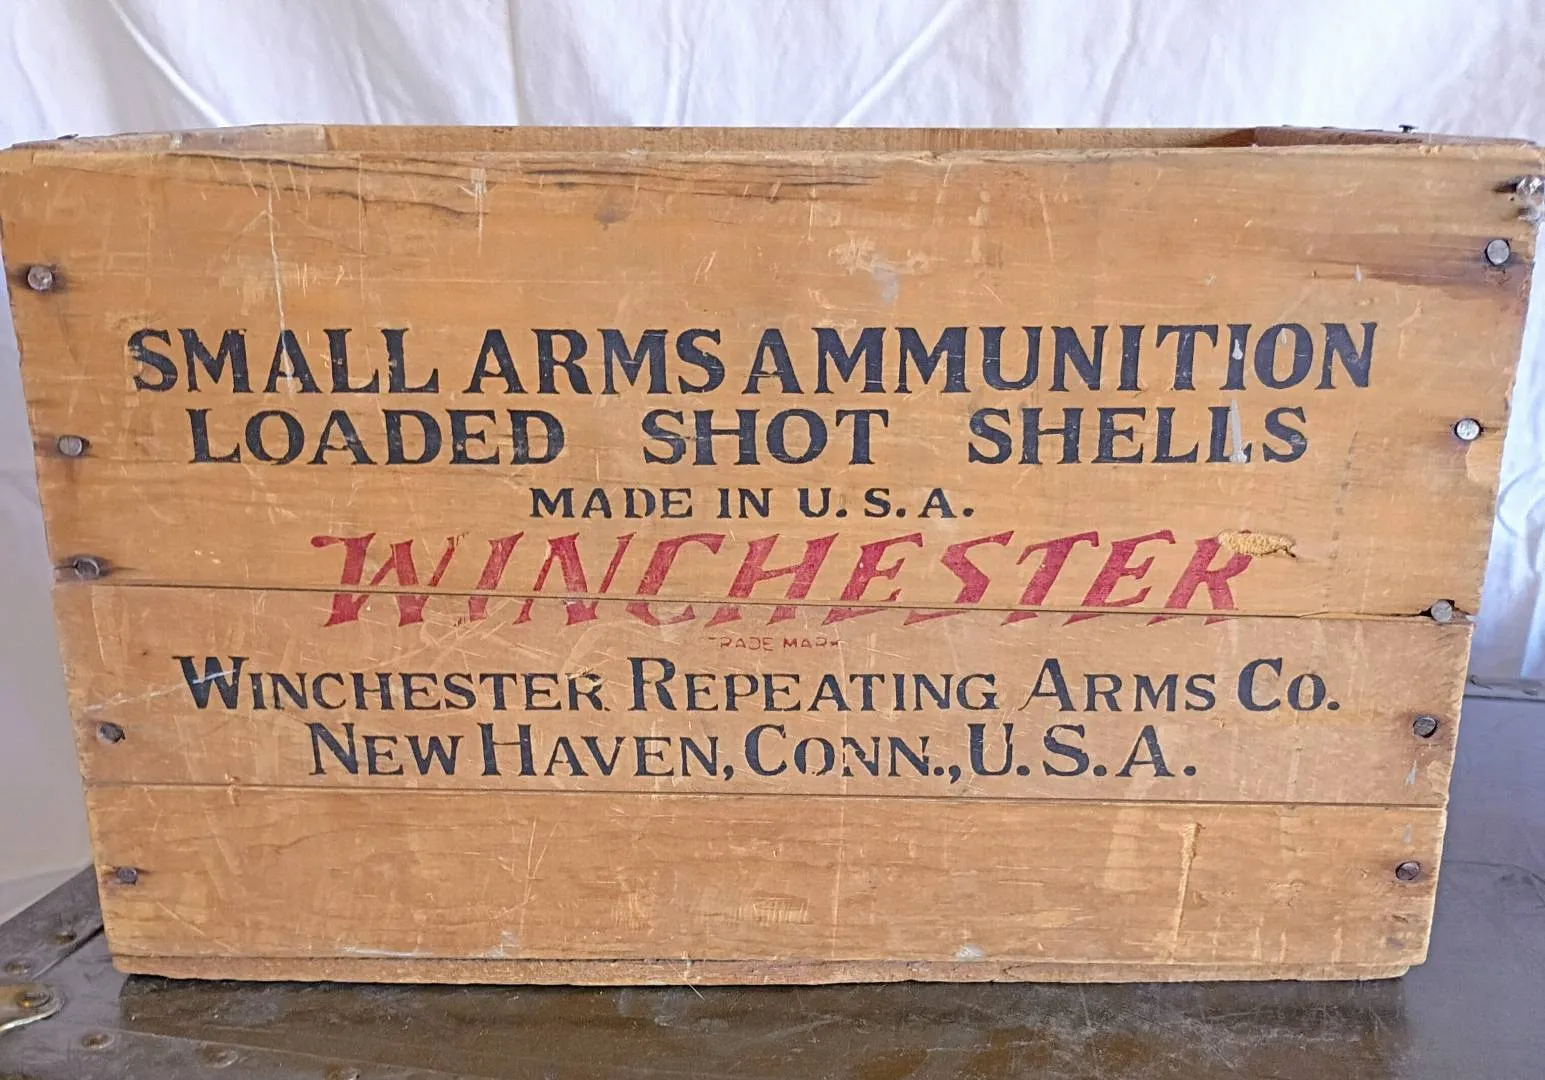 SMALL ARMS AMMUNITION
LOADED SHOT SHELLS
MADE IN U.S.A.
WINCHESTER
TRADE MARK
WINCHESTER REPEATING ARMS CO.
NEW HAVEN, CONN., U.S.A.